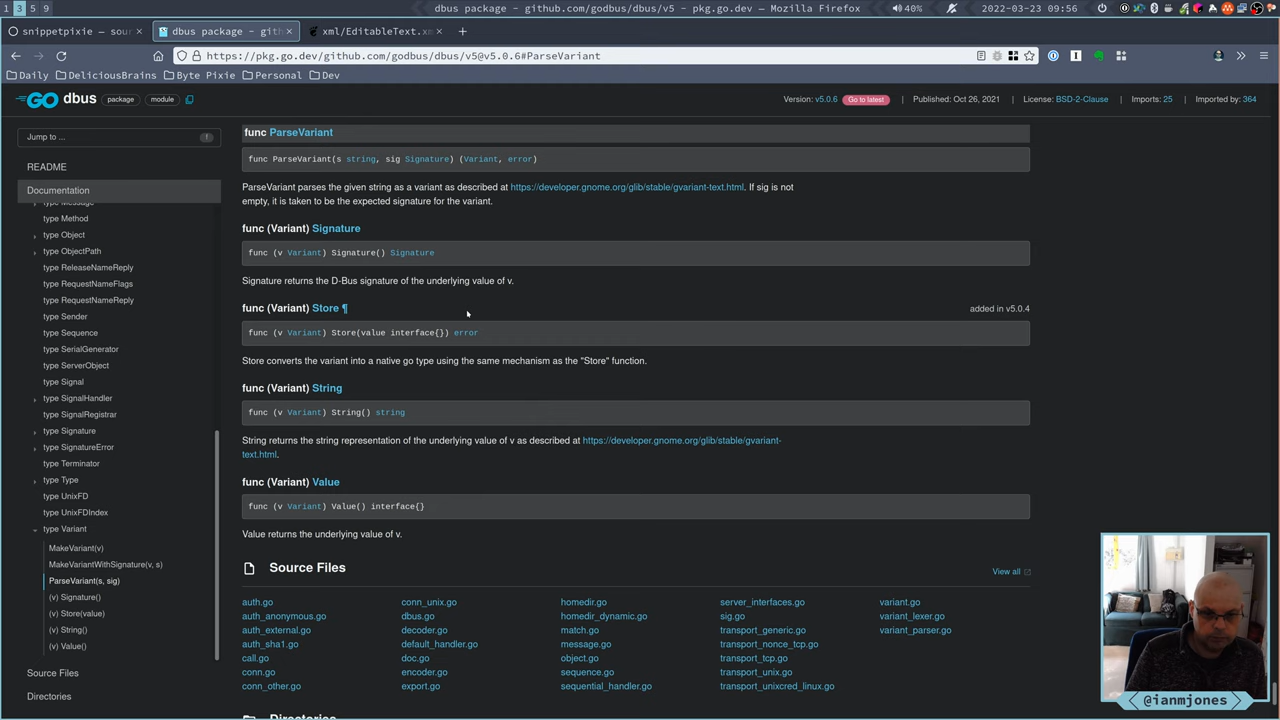 1 3 5 9
dbus package - github.com/godbus/dbus/v5 - pkg.go.dev — Mozilla Firefox
40%
2022-03-23 09:56
snippetpixie — sour
dbus package - github
xml/EditableText.xml
https://pkg.go.dev/github.com/godbus/dbus/v5@v5.0.6#ParseVariant
Daily
DeliciousBrains
Byte Pixie
Personal
Dev
GO dbus package module
Version: v5.0.6 Go to latest | Published: Oct 26, 2021 | License: BSD-2-Clause | Imports: 25 | Imported by: 364
Jump to ... f
README
Documentation
type Message
type Method
type Object
type ObjectPath
type ReleaseNameReply
type RequestNameFlags
type RequestNameReply
type Sender
type Sequence
type SerialGenerator
type ServerObject
type Signal
type SignalHandler
type SignalRegistrar
type Signature
type SignatureError
type Terminator
type Type
type UnixFD
type UnixFDIndex
type Variant
MakeVariant(v)
MakeVariantWithSignature(v, s)
ParseVariant(s, sig)
(v) Signature()
(v) Store(value)
(v) String()
(v) Value()
Source Files
Directories
func ParseVariant
func ParseVariant(s string, sig Signature) (Variant, error)
ParseVariant parses the given string as a variant as described at https://developer.gnome.org/glib/stable/gvariant-text.html. If sig is not
empty, it is taken to be the expected signature for the variant.
func (Variant) Signature
func (v Variant) Signature() Signature
Signature returns the D-Bus signature of the underlying value of v.
func (Variant) Store ¶
added in v5.0.4
func (v Variant) Store(value interface{}) error
Store converts the variant into a native go type using the same mechanism as the "Store" function.
func (Variant) String
func (v Variant) String() string
String returns the string representation of the underlying value of v as described at https://developer.gnome.org/glib/stable/gvariant-
text.html.
func (Variant) Value
func (v Variant) Value() interface{}
Value returns the underlying value of v.
Source Files
View all
auth.go
auth_anonymous.go
auth_external.go
auth_sha1.go
call.go
conn.go
conn_other.go
conn_unix.go
dbus.go
decoder.go
default_handler.go
doc.go
encoder.go
export.go
homedir.go
homedir_dynamic.go
match.go
message.go
object.go
sequence.go
sequential_handler.go
server_interfaces.go
sig.go
transport_generic.go
transport_nonce_tcp.go
transport_tcp.go
transport_unix.go
transport_unixcred_linux.go
variant.go
variant_lexer.go
variant_parser.go
Directories
@ianmjones